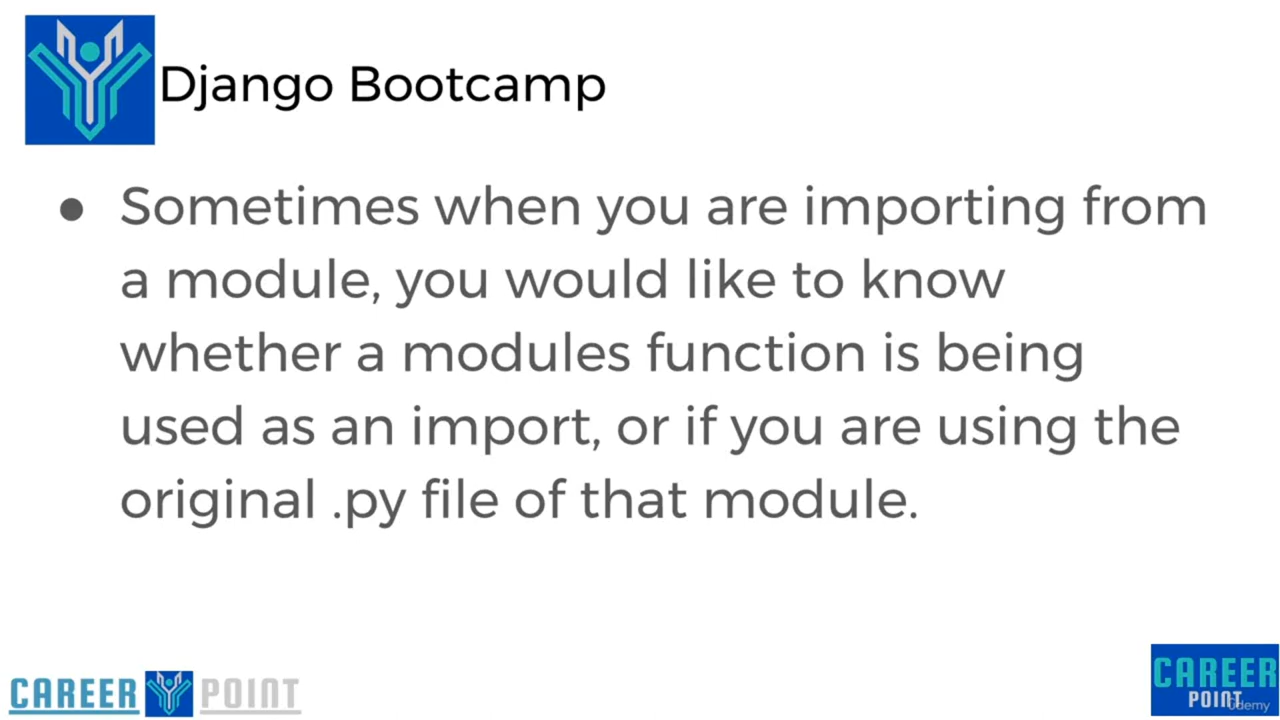 Django Bootcamp
● Sometimes when you are importing from
a module, you would like to know
whether a modules function is being
used as an import, or if you are using the
original .py file of that module.
CAREER POINT
CAREER
POINT
ûdemy